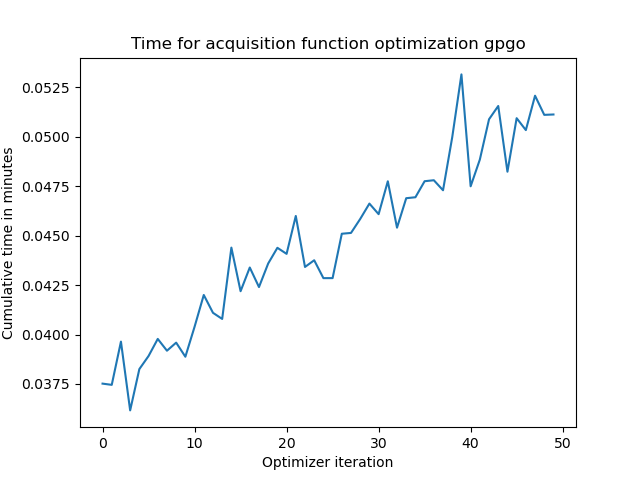 Time for acquisition function optimization gpgo
Cumulative time in minutes
0.0525
0.0500
0.0475
0.0450
0.0425
0.0400
0.0375
0 10 20 30 40 50
Optimizer iteration